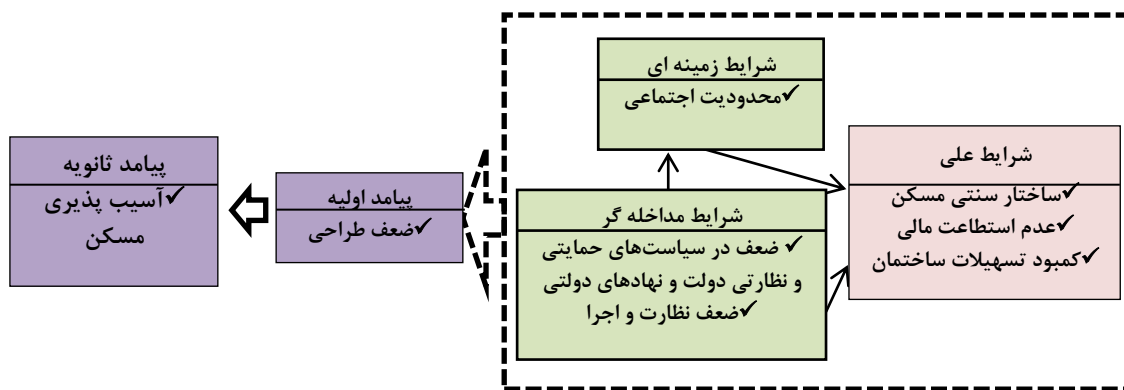 شرایط زمینه ای
✓محدودیت اجتماعی
شرایط علی
✓ساختار سنتی مسکن
✓عدم استطاعت مالی
✓کمبود تسهیلات ساختمان
شرایط مداخله گر
✓ضعف در سیاست‌های حمایتی
و نظارتی دولت و نهادهای دولتی
✓ضعف نظارت و اجرا
پیامد اولیه
✓ضعف طراحی
پیامد ثانویه
✓آسیب پذیری
مسکن